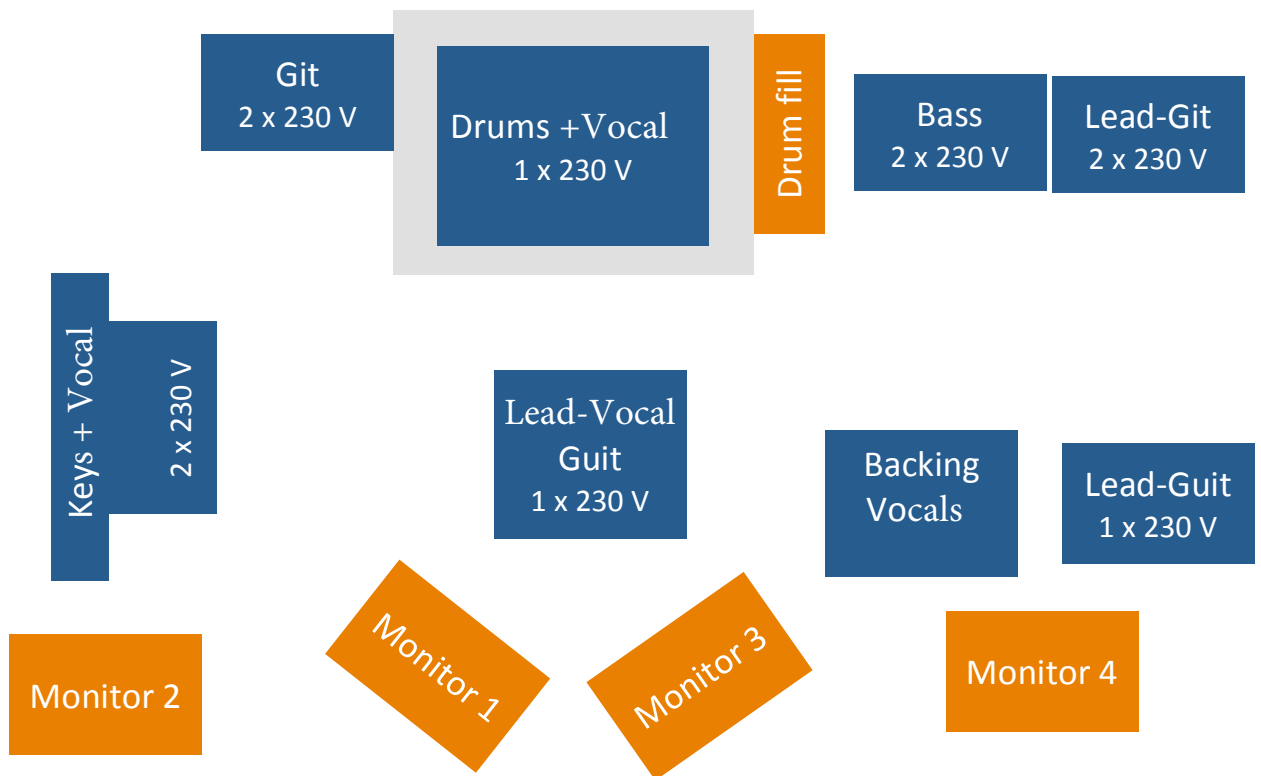 Git
2 x 230 V
Drums +Vocal
1 x 230 V
Drum fill
Bass
2 x 230 V
Lead-Git
2 x 230 V
Keys + Vocal
2 x 230 V
Lead-Vocal
Guit
1 x 230 V
Backing
Vocals
Lead-Guit
1 x 230 V
Monitor 2
Monitor 1
Monitor 3
Monitor 4